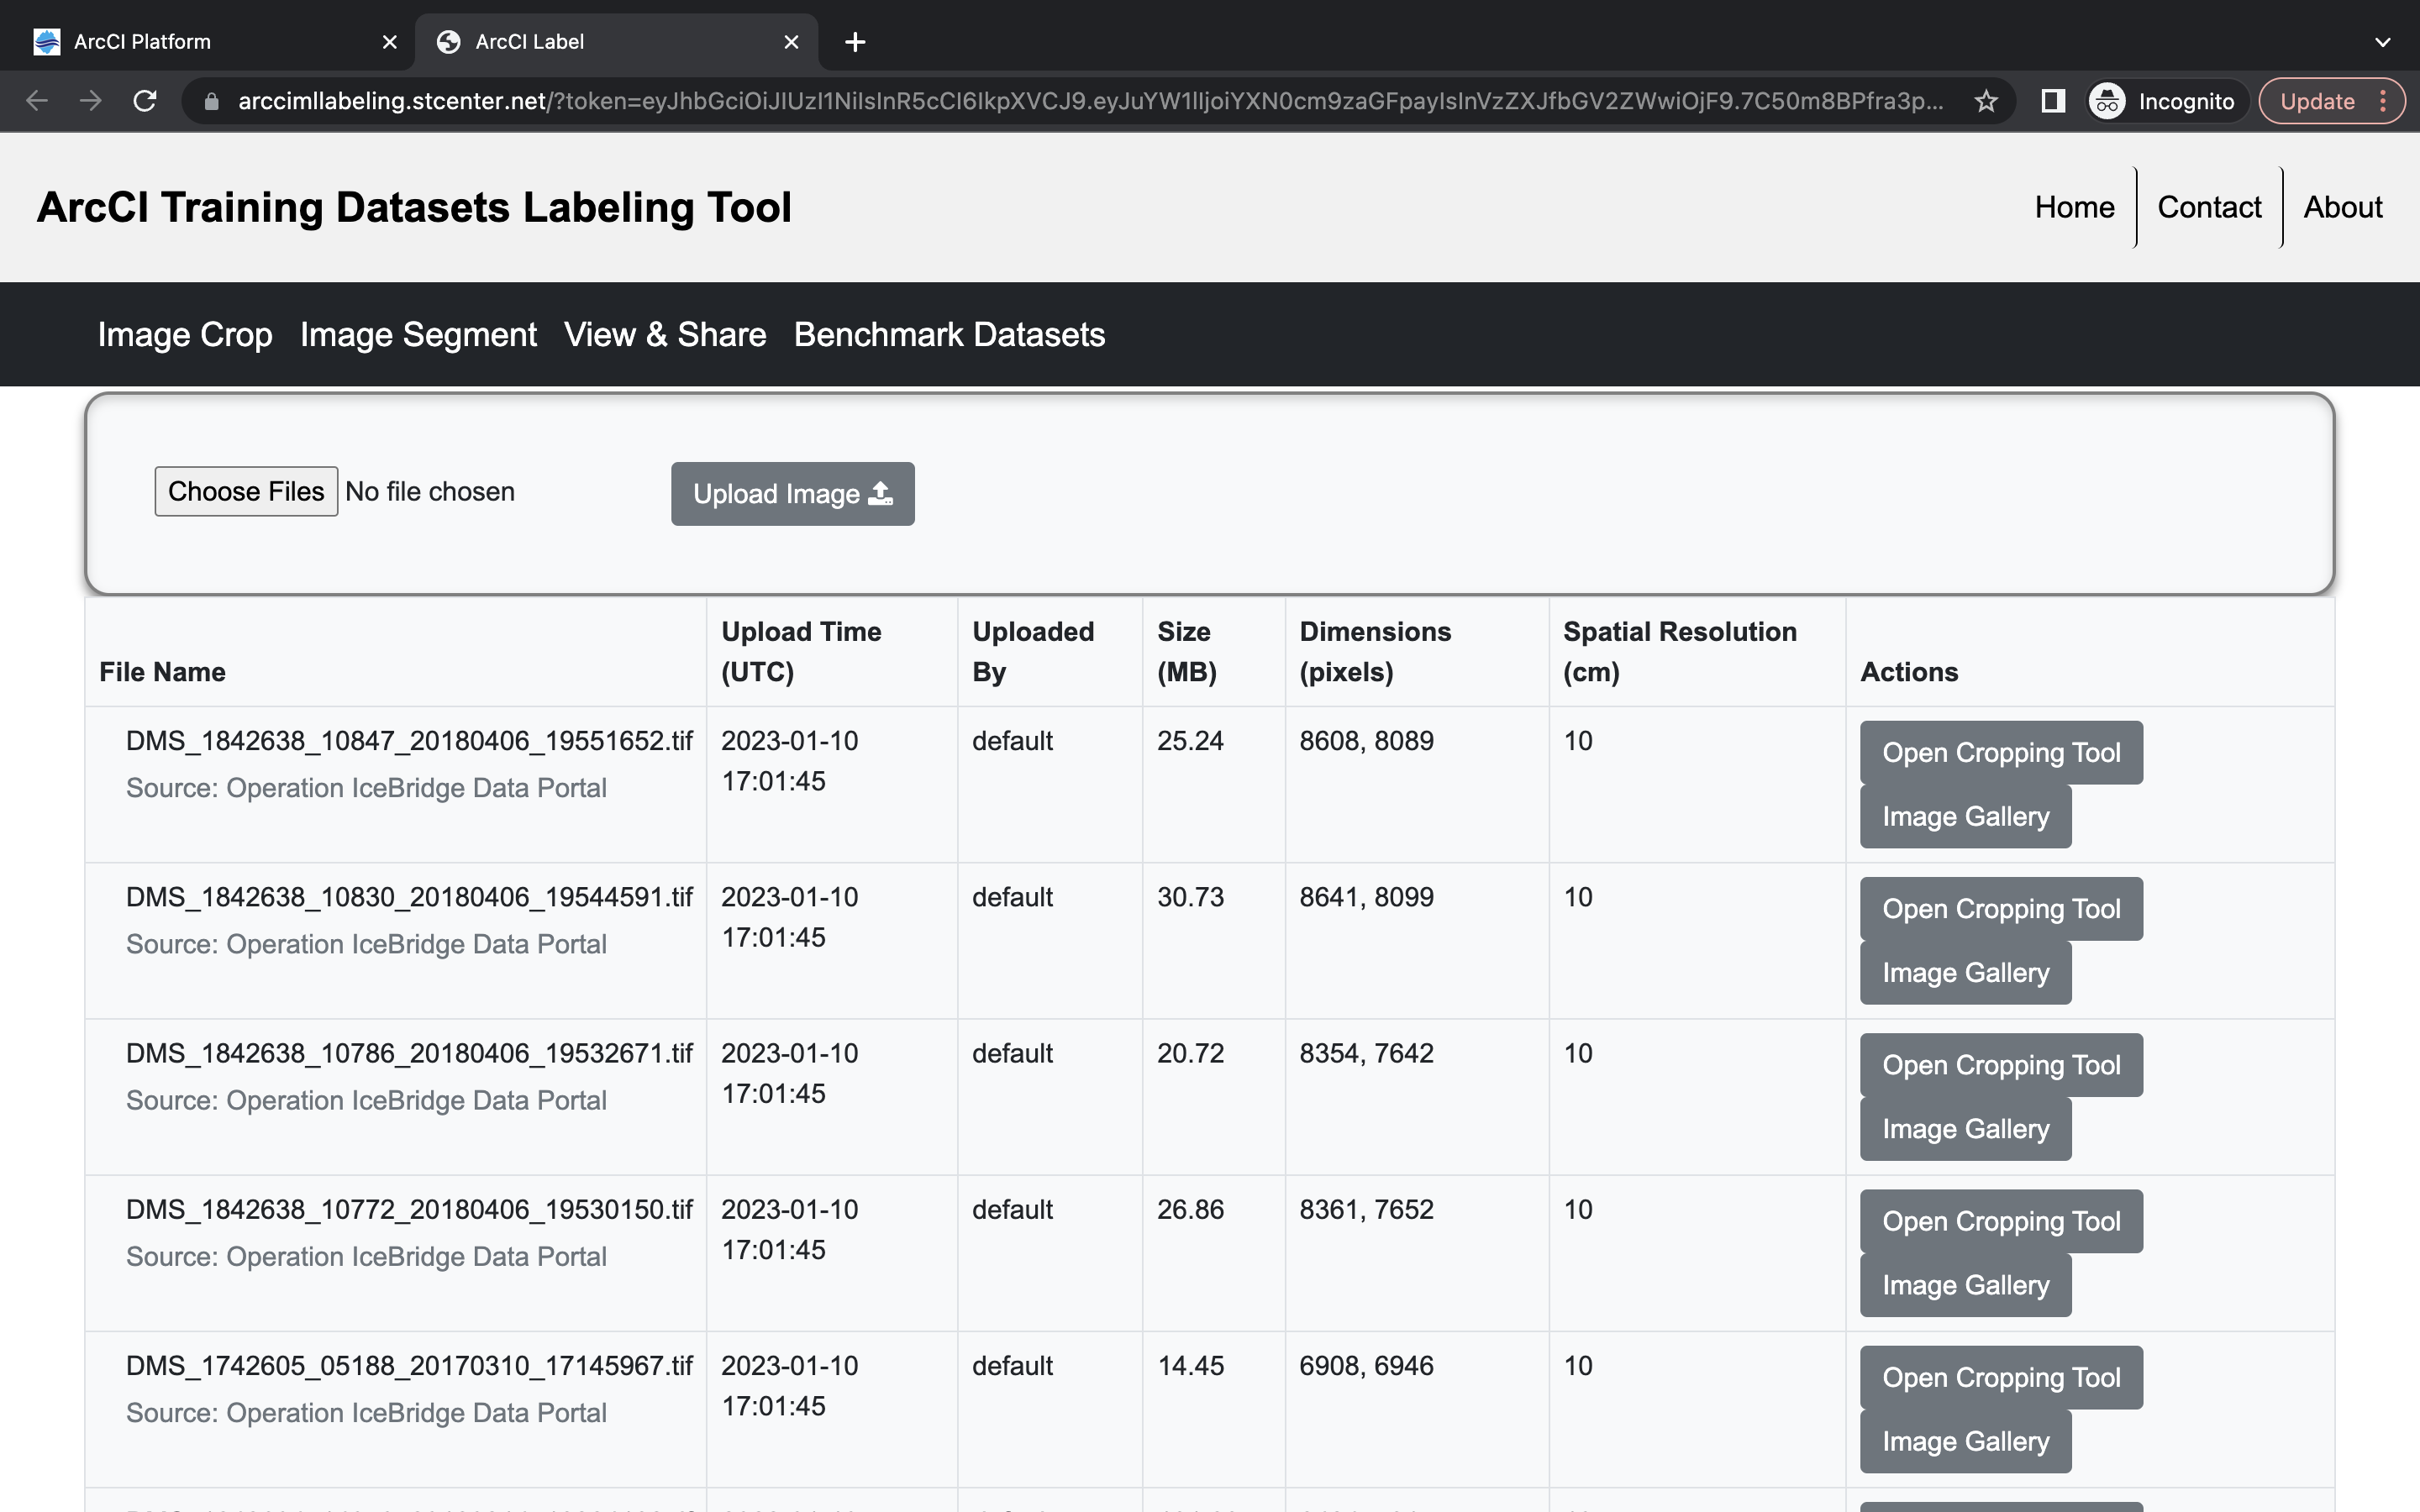 ArcCI Platform
ArcCI Label
arccimllabeling.stcenter.net/?token=eyJhbGciOiJIUzI1NiIsInR5cCI6IkpXVCJ9.eyJuYW1lIjoiYXN0cm9zaGFpayIsInVzZXJfbGV2ZWwiOjF9.7C50m8BPfra3p...
Incognito
Update
ArcCI Training Datasets Labeling Tool
Home
Contact
About
Image Crop Image Segment View & Share Benchmark Datasets
Choose Files No file chosen
Upload Image
File Name
Upload Time
(UTC)
Uploaded
By
Size
(MB)
Dimensions
(pixels)
Spatial Resolution
(cm)
Actions
DMS_1842638_10847_20180406_19551652.tif
Source: Operation IceBridge Data Portal
2023-01-10
17:01:45
default
25.24
8608, 8089
10
Open Cropping Tool
Image Gallery
DMS_1842638_10830_20180406_19544591.tif
Source: Operation IceBridge Data Portal
2023-01-10
17:01:45
default
30.73
8641, 8099
10
Open Cropping Tool
Image Gallery
DMS_1842638_10786_20180406_19532671.tif
Source: Operation IceBridge Data Portal
2023-01-10
17:01:45
default
20.72
8354, 7642
10
Open Cropping Tool
Image Gallery
DMS_1842638_10772_20180406_19530150.tif
Source: Operation IceBridge Data Portal
2023-01-10
17:01:45
default
26.86
8361, 7652
10
Open Cropping Tool
Image Gallery
DMS_1742605_05188_20170310_17145967.tif
Source: Operation IceBridge Data Portal
2023-01-10
17:01:45
default
14.45
6908, 6946
10
Open Cropping Tool
Image Gallery